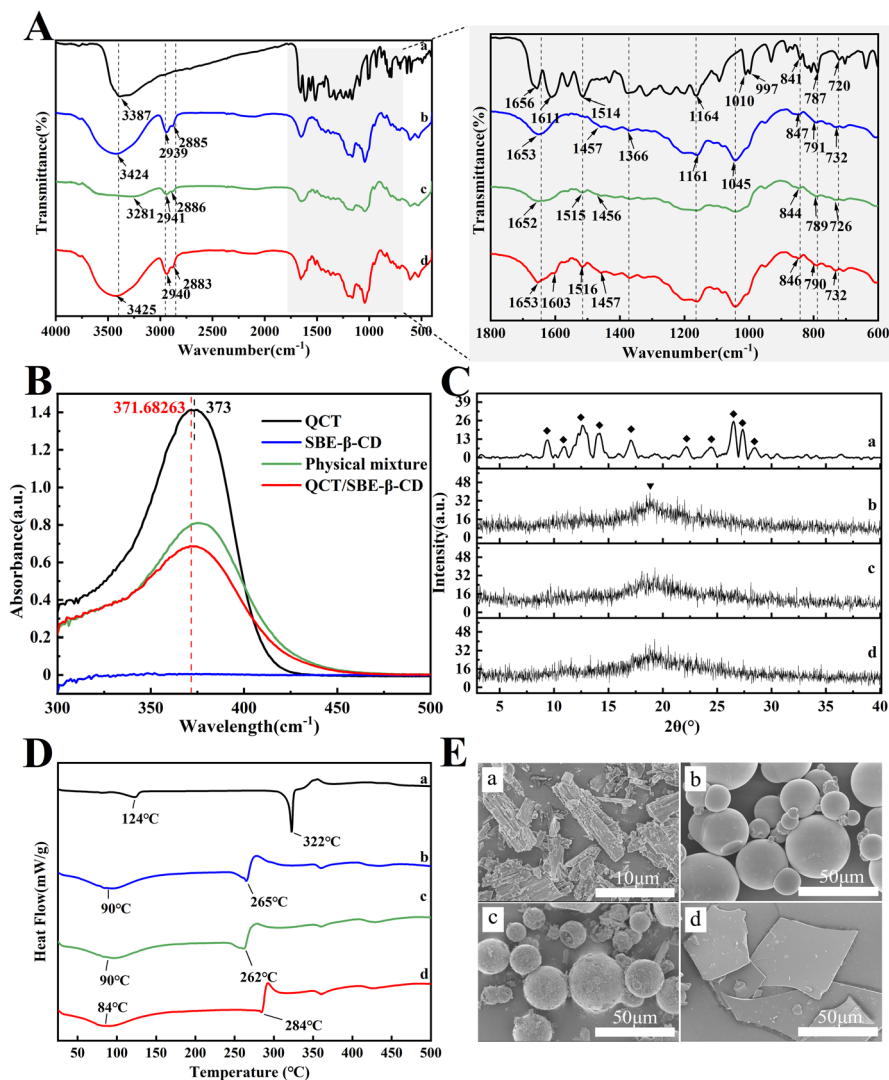 A
a
3387
b
2885
2939
3424
c
2886
2941
3281
d
2883
2940
3425
Transmittance(%)
4000 3500 3000 2500 2000 1500 1000 500
Wavenumber(cm-1)
a
1656
1611
1514
1164
1010
997
841
787
720
b
1653
1457
1366
1161
1045
847
791
732
c
1652
1515
1456
844
789
726
d
1653
1603
1516
1457
846
790
732
Transmittance(%)
1800 1600 1400 1200 1000 800 600
Wavenumber(cm-1)
B
371.68263
373
QCT
SBE-β-CD
Physical mixture
QCT/SBE-β-CD
1.4
1.2
1.0
0.8
0.6
0.4
0.2
0
Absorbance(a.u.)
300 350 400 450 500
Wavelength(cm-1)
C
39
26
13
0
a
48
32
16
0
b
48
32
16
0
c
48
32
16
0
d
Intensity(a.u.)
5 10 15 20 25 30 35 40
2θ(°)
D
a
124℃
322℃
b
90℃
265℃
c
90℃
262℃
d
84℃
284℃
Heat Flow(mW/g)
50 100 150 200 250 300 350 400 450 500
Temperature (℃)
E
a
10μm
b
50μm
c
50μm
d
50μm